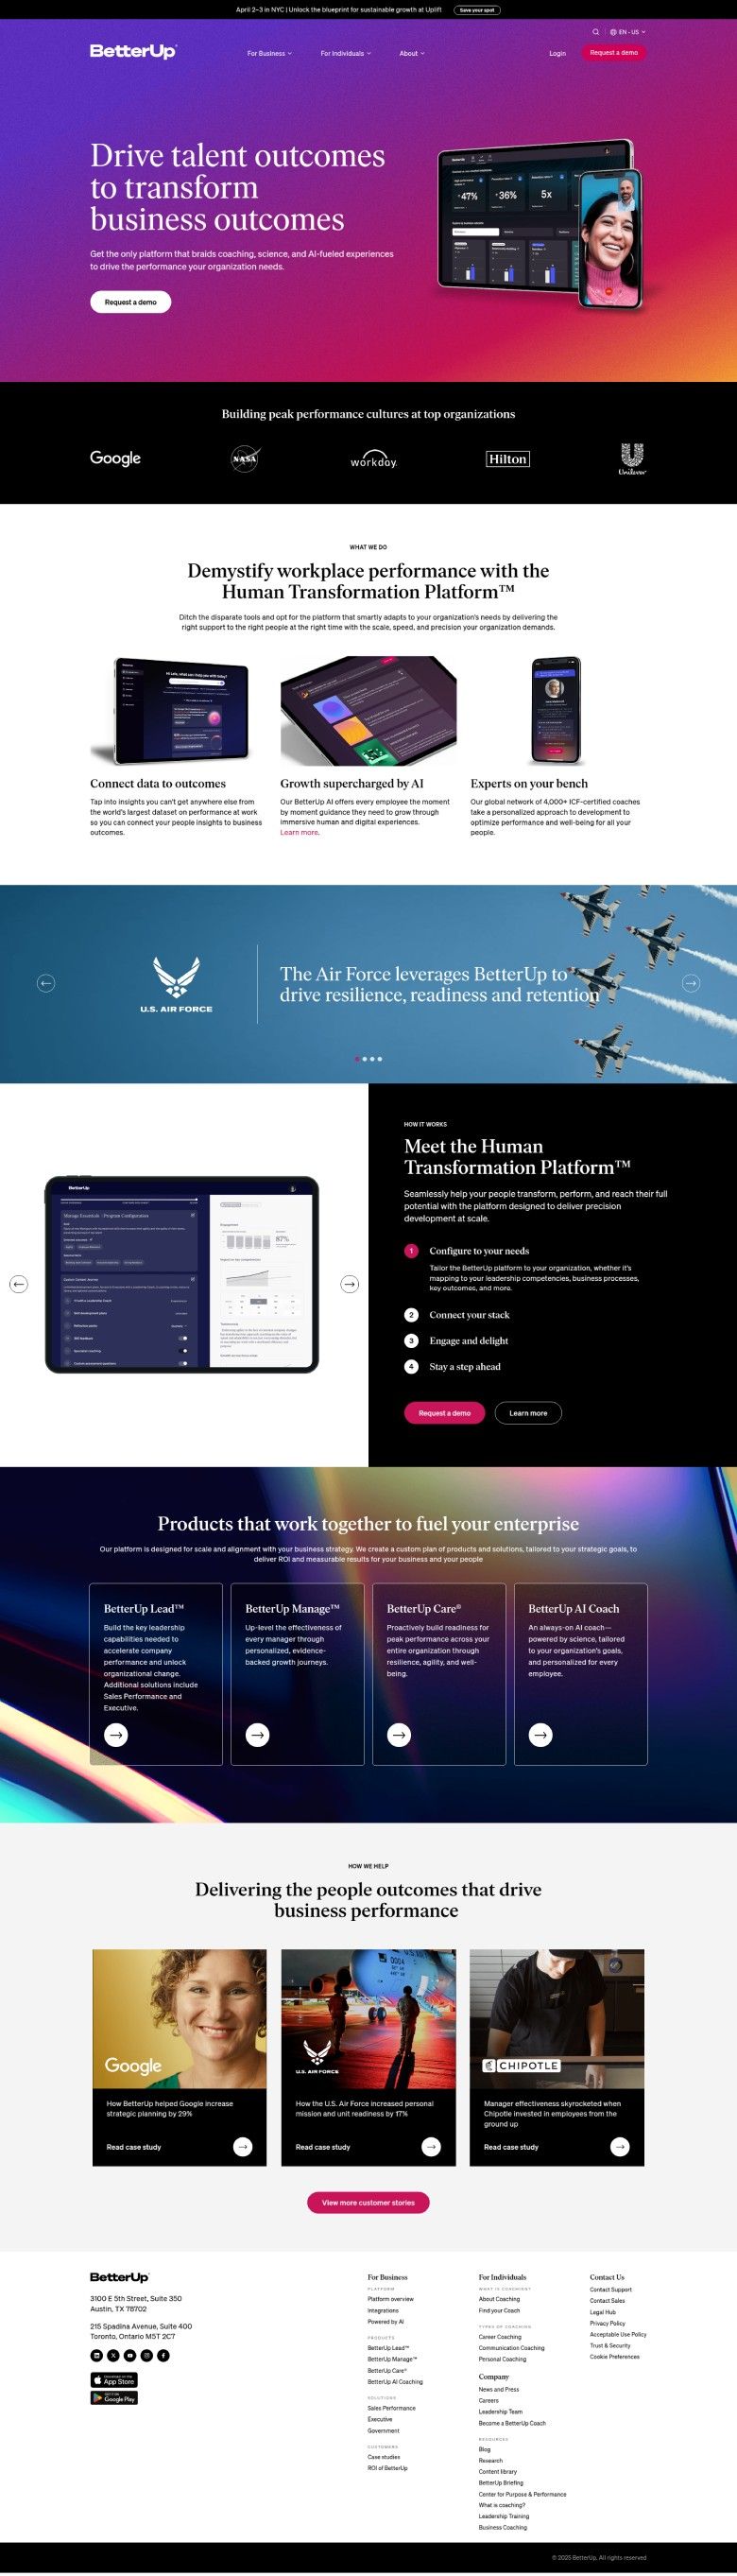 April 2–3 in NYC | Unlock the blueprint for sustainable growth at Uplift
Save your spot
EN - US
BetterUp
For Business
For Individuals
About
Login
Request a demo
Drive talent outcomes
to transform
business outcomes
Get the only platform that braids coaching, science, and AI-fueled experiences
to drive the performance your organization needs.
Request a demo
47%
36%
5x
Building peak performance cultures at top organizations
Google
NASA
workday.
Hilton
Unilever
WHAT WE DO
Demystify workplace performance with the
Human Transformation Platform™
Ditch the disparate tools and opt for the platform that smartly adapts to your organization's needs by delivering the
right support to the right people at the right time with the scale, speed, and precision your organization demands.
Connect data to outcomes
Tap into insights you can't get anywhere else from
the world's largest dataset on performance at work
so you can connect your people insights to business
outcomes.
Growth supercharged by AI
Our BetterUp AI offers every employee the moment
by moment guidance they need to grow through
immersive human and digital experiences.
Learn more.
Experts on your bench
Our global network of 4,000+ ICF-certified coaches
take a personalized approach to development to
optimize performance and well-being for all your
people.
U.S. AIR FORCE
The Air Force leverages BetterUp to
drive resilience, readiness and retention
BetterUp
Manage Essentials - Program Configuration
87%
HOW IT WORKS
Meet the Human
Transformation Platform™
Seamlessly help your people transform, perform, and reach their full
potential with the platform designed to deliver precision
development at scale.
1 Configure to your needs
Tailor the BetterUp platform to your organization, whether it's
mapping to your leadership competencies, business processes,
key outcomes, and more.
2 Connect your stack
3 Engage and delight
4 Stay a step ahead
Request a demo
Learn more
Products that work together to fuel your enterprise
Our platform is designed for scale and alignment with your business strategy. We create a custom plan of products and solutions, tailored to your strategic goals, to
deliver ROI and measurable results for your business and your people
BetterUp Lead™
Build the key leadership
capabilities needed to
accelerate company
performance and unlock
organizational change.
Additional solutions include
Sales Performance and
Executive.
BetterUp Manage™
Up-level the effectiveness of
every manager through
personalized, evidence-
backed growth journeys.
BetterUp Care®
Proactively build readiness for
peak performance across your
entire organization through
resilience, agility, and well-
being.
BetterUp AI Coach
An always-on AI coach—
powered by science, tailored
to your organization's goals,
and personalized for every
employee.
HOW WE HELP
Delivering the people outcomes that drive
business performance
Google
How BetterUp helped Google increase
strategic planning by 29%
Read case study
0004
U.S. AIR FORCE
How the U.S. Air Force increased personal
mission and unit readiness by 17%
Read case study
CHIPOTLE
Manager effectiveness skyrocketed when
Chipotle invested in employees from the
ground up
Read case study
View more customer stories
BetterUp
3100 E 5th Street, Suite 350
Austin, TX 78702
215 Spadina Avenue, Suite 400
Toronto, Ontario M5T 2C7
App Store
Google Play
For Business
PLATFORM
Platform overview
Integrations
Powered by AI
PRODUCTS
BetterUp Lead™
BetterUp Manage™
BetterUp Care®
BetterUp AI Coaching
SOLUTIONS
Sales Performance
Executive
Government
CUSTOMERS
Case studies
ROI of BetterUp
For Individuals
WHAT IS COACHING?
About Coaching
Find your Coach
TYPES OF COACHING
Career Coaching
Communication Coaching
Personal Coaching
Company
News and Press
Careers
Leadership Team
Become a BetterUp Coach
RESOURCES
Blog
Research
Content library
BetterUp Briefing
Center for Purpose & Performance
What is coaching?
Leadership Training
Business Coaching
Contact Us
Contact Support
Contact Sales
Legal Hub
Privacy Policy
Acceptable Use Policy
Trust & Security
Cookie Preferences
© 2025 BetterUp. All rights reserved